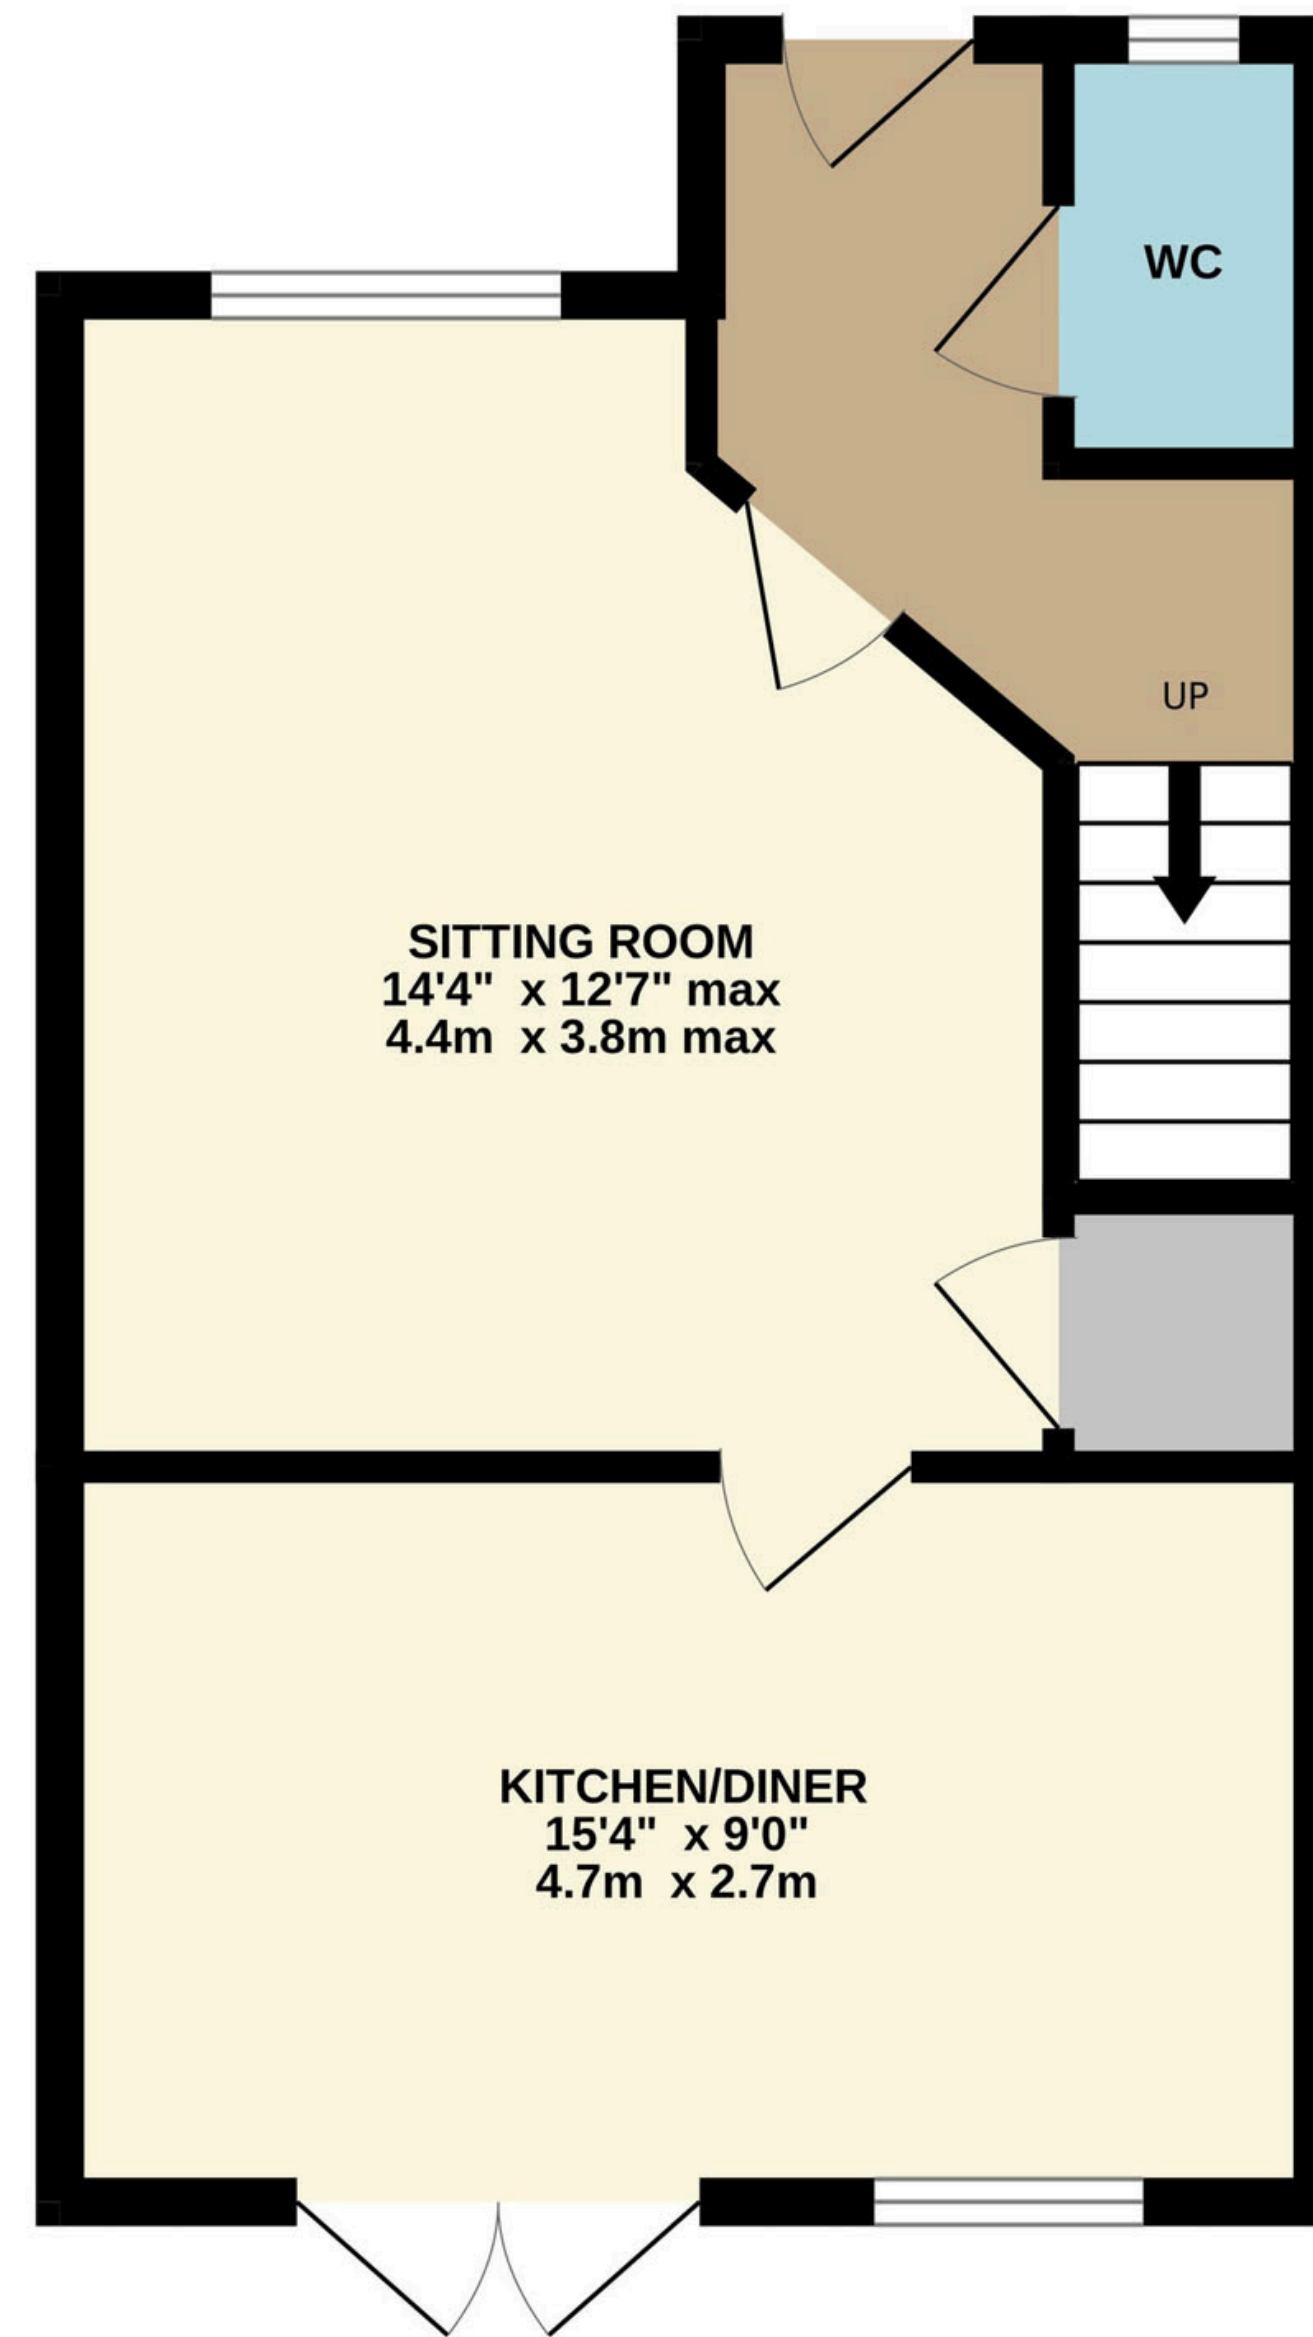 WC
UP
SITTING ROOM
14'4" x 12'7" max
4.4m x 3.8m max
KITCHEN/DINER
15'4" x 9'0"
4.7m x 2.7m